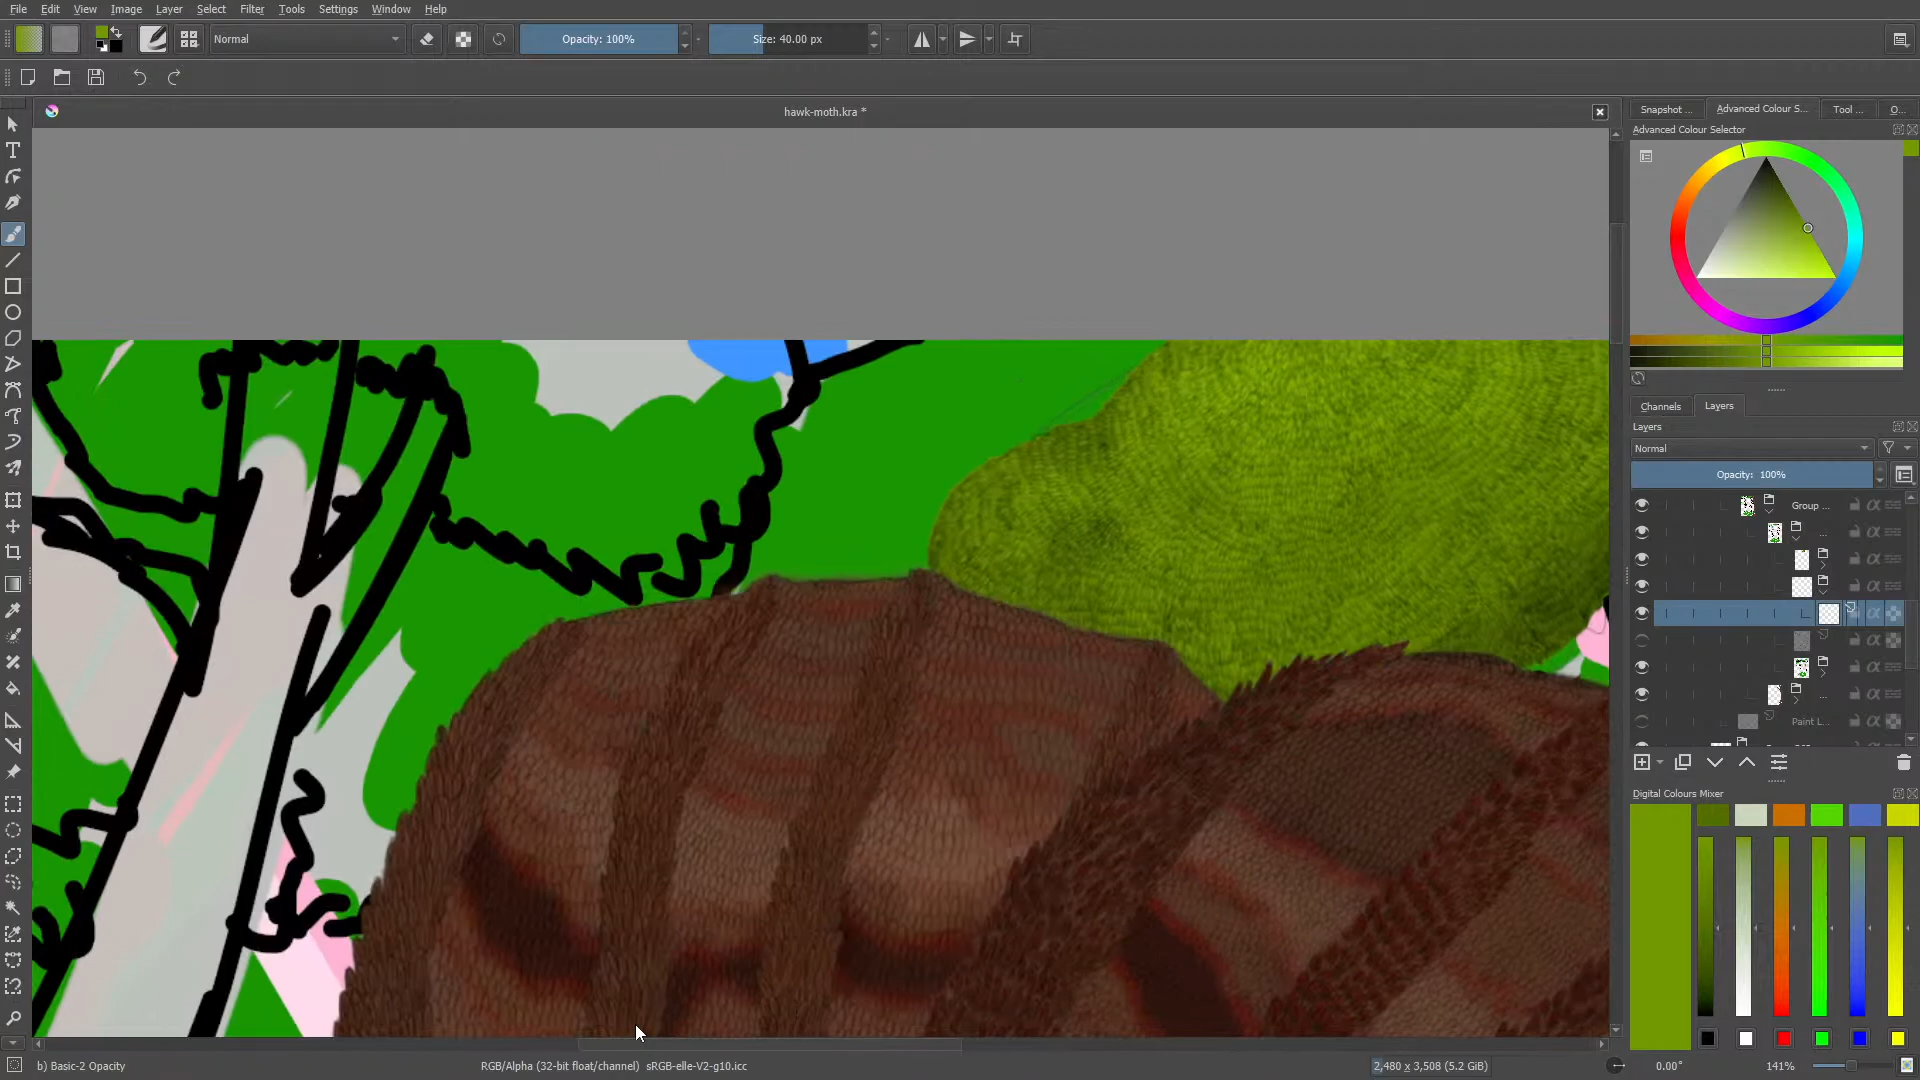 File Edit View Image Layer Select Filter Tools Settings Window Help
Normal Opacity: 100% Size: 40.00 px
hawk-moth.kra *
Snapshot ... Advanced Colour S... Tool ... O...
Advanced Colour Selector
Channels Layers
Layers
Normal
Opacity: 100%
Group ...
...
...
Paint L...
Digital Colours Mixer
b) Basic-2 Opacity RGB/Alpha (32-bit float/channel) sRGB-elle-V2-g10.icc 2,480 x 3,508 (5.2 GiB) 0.00° 141%